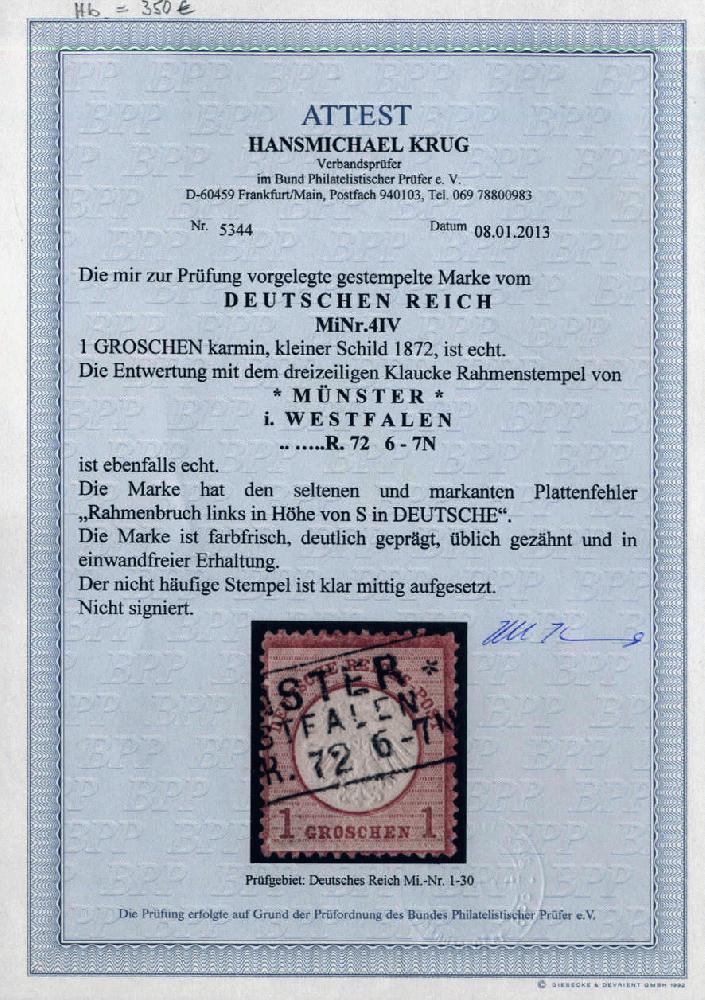 Hb. = 350 €
ATTEST
HANSMICHAEL KRUG
Verbandsprüfer
im Bund Philatelistischer Prüfer e. V.
D-60459 Frankfurt/Main, Postfach 940103, Tel. 069 78800983
Nr. 5344 Datum 08.01.2013
Die mir zur Prüfung vorgelegte gestempelte Marke vom
DEUTSCHEN REICH
MiNr.4IV
1 GROSCHEN karmin, kleiner Schild 1872, ist echt.
Die Entwertung mit dem dreizeiligen Klaucke Rahmenstempel von
* MÜNSTER *
i. WESTFALEN
.. .....R. 72 6 - 7N
ist ebenfalls echt.
Die Marke hat den seltenen und markanten Plattenfehler
„Rahmenbruch links in Höhe von S in DEUTSCHE“.
Die Marke ist farbfrisch, deutlich geprägt, üblich gezähnt und in
einwandfreier Erhaltung.
Der nicht häufige Stempel ist klar mittig aufgesetzt.
Nicht signiert.
STER *
STFALEN
R. 72 6-7N
1 GROSCHEN 1
Prüfgebiet: Deutsches Reich Mi.-Nr. 1-30
Die Prüfung erfolgte auf Grund der Prüfordnung des Bundes Philatelistischer Prüfer e.V.
© GIESECKE & DEVRIENT GMBH 1992